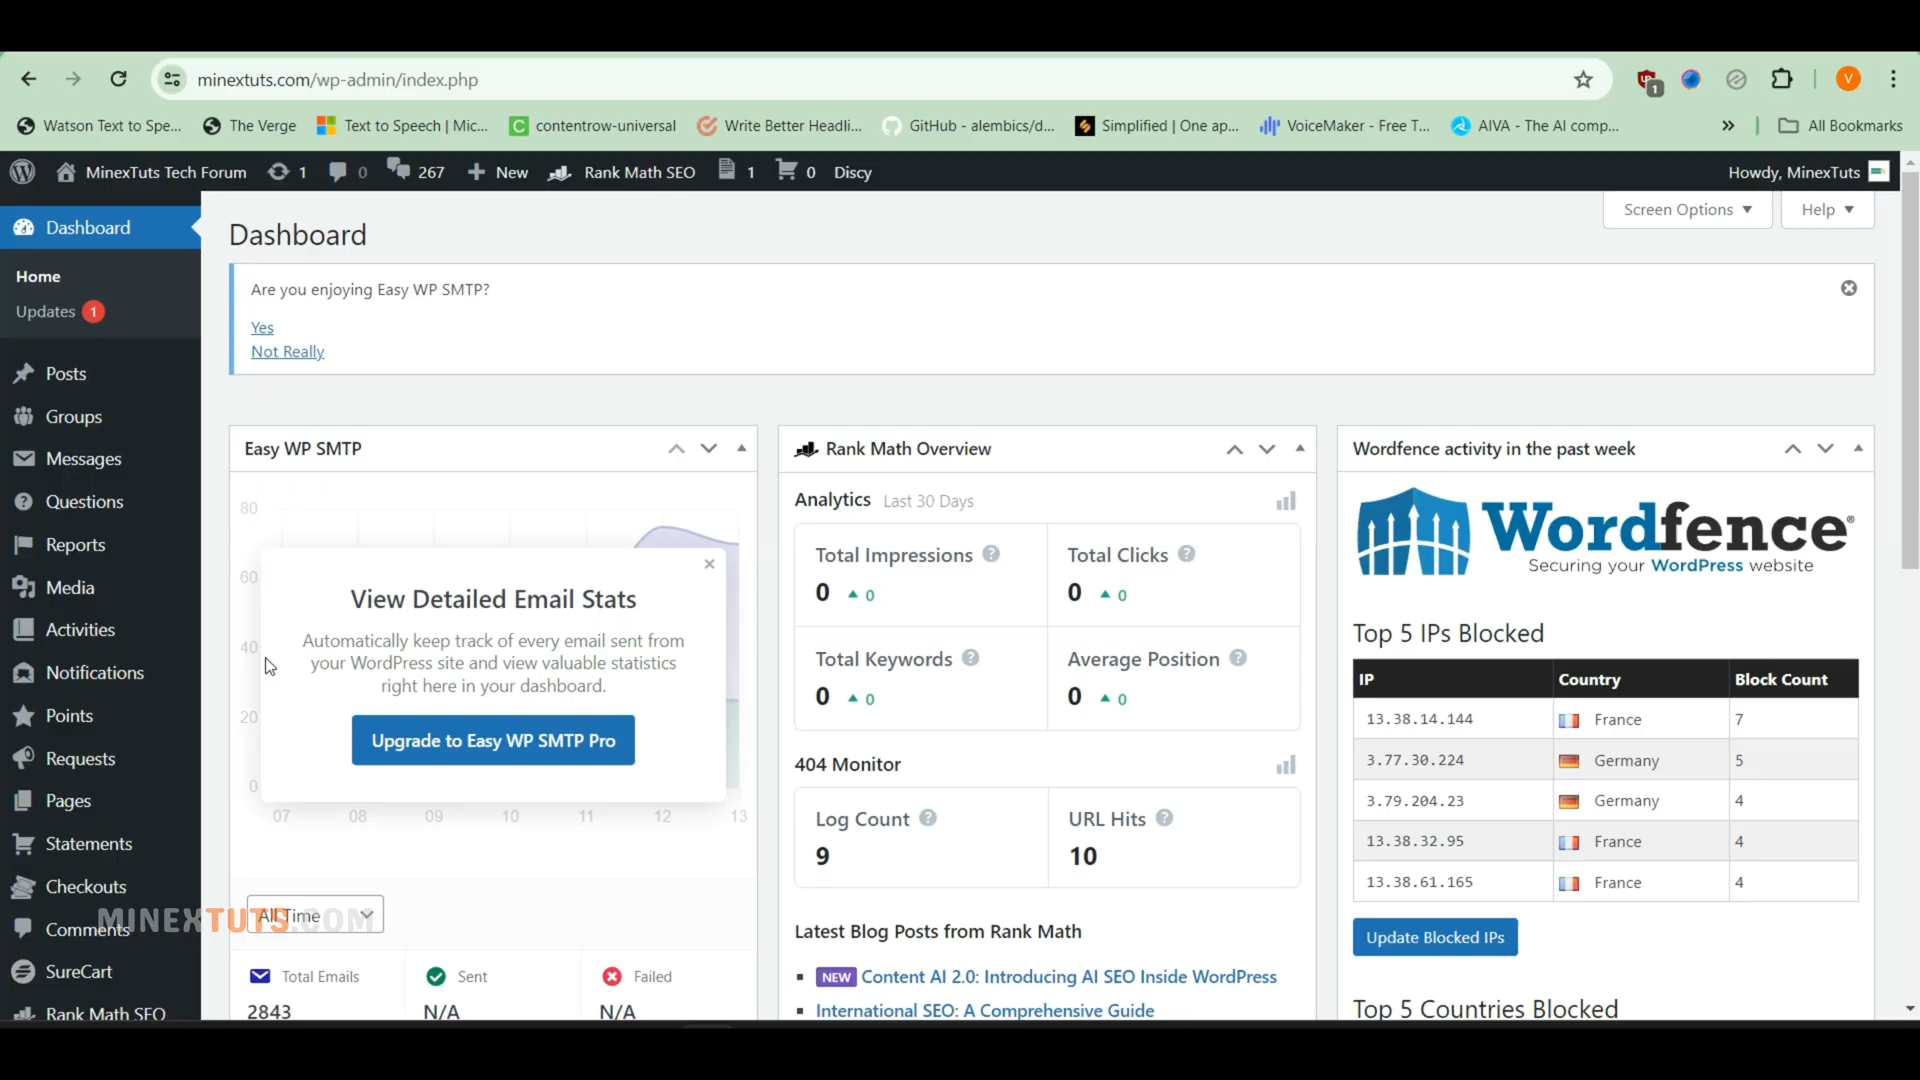 minextuts.com/wp-admin/index.php
1
V
Watson Text to Spe...
The Verge
Text to Speech | Mic...
contentrow-universal
Write Better Headli...
GitHub - alembics/d...
Simplified | One ap...
VoiceMaker - Free T...
AIVA - The AI comp...
All Bookmarks
MinexTuts Tech Forum
1
0
267
New
Rank Math SEO
1
0
Discy
Howdy, MinexTuts
Dashboard
Home
Updates 1
Posts
Groups
Messages
Questions
Reports
Media
Activities
Notifications
Points
Requests
Pages
Statements
Checkouts
Comments
SureCart
Rank Math SEO
MINEXTUTS.COM
Screen Options
Help
Dashboard
Are you enjoying Easy WP SMTP?
Yes
Not Really
Easy WP SMTP
80
60
40
20
0
07 08 09 10 11 12 13
View Detailed Email Stats
Automatically keep track of every email sent from
your WordPress site and view valuable statistics
right here in your dashboard.
Upgrade to Easy WP SMTP Pro
All Time
Total Emails
2843
Sent
N/A
Failed
N/A
Rank Math Overview
Analytics Last 30 Days
Total Impressions
0 0
Total Clicks
0 0
Total Keywords
0 0
Average Position
0 0
404 Monitor
Log Count
9
URL Hits
10
Latest Blog Posts from Rank Math
NEW Content AI 2.0: Introducing AI SEO Inside WordPress
International SEO: A Comprehensive Guide
Wordfence activity in the past week
Wordfence®
Securing your WordPress website
Top 5 IPs Blocked
IP Country Block Count
13.38.14.144 France 7
3.77.30.224 Germany 5
3.79.204.23 Germany 4
13.38.32.95 France 4
13.38.61.165 France 4
Update Blocked IPs
Top 5 Countries Blocked